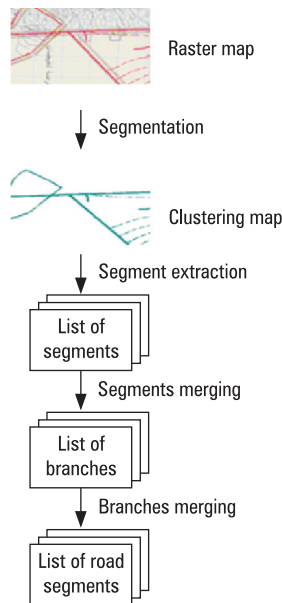 Raster map
Segmentation
Clustering map
Segment extraction
List of
segments
Segments merging
List of
branches
Branches merging
List of road
segments